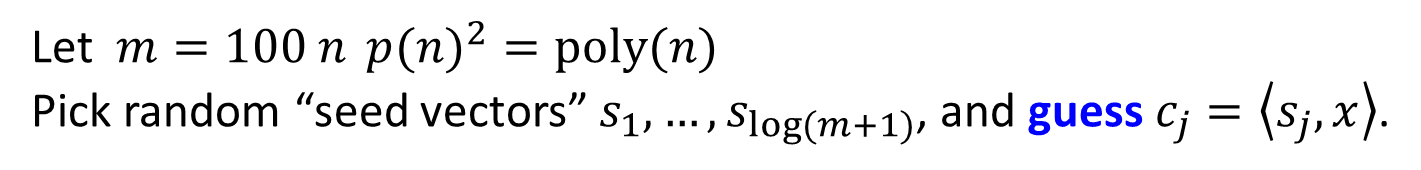 Let m = 100 n p(n)² = poly(n)
Pick random “seed vectors” s₁, … , s_log(m+1), and guess cⱼ = ⟨sⱼ, x⟩.